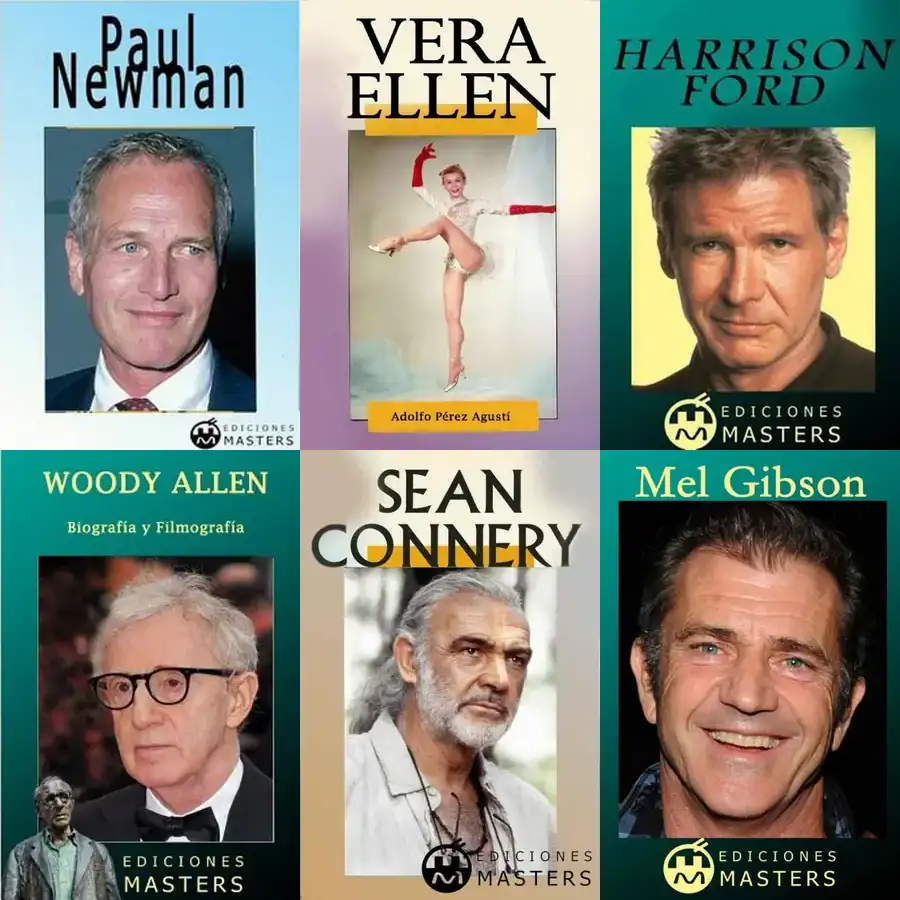 Paul
Newman
EDICIONES
MASTERS
VERA
ELLEN
Adolfo Pérez Agustí
HARRISON
FORD
EDICIONES
MASTERS
WOODY ALLEN
Biografía y Filmografía
EDICIONES
MASTERS
SEAN
CONNERY
EDICIONES
MASTERS
Mel Gibson
EDICIONES
MASTERS